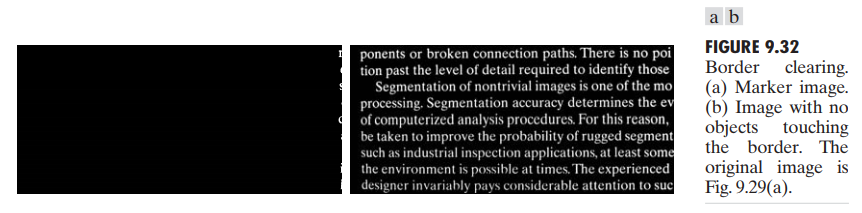 a b
FIGURE 9.32
Border clearing.
(a) Marker image.
(b) Image with no
objects touching
the border. The
original image is
Fig. 9.29(a).
ponents or broken connection paths. There is no poi
tion past the level of detail required to identify those
Segmentation of nontrivial images is one of the mo
processing. Segmentation accuracy determines the ev
of computerized analysis procedures. For this reason,
be taken to improve the probability of rugged segment
such as industrial inspection applications, at least some
the environment is possible at times. The experienced
designer invariably pays considerable attention to suc